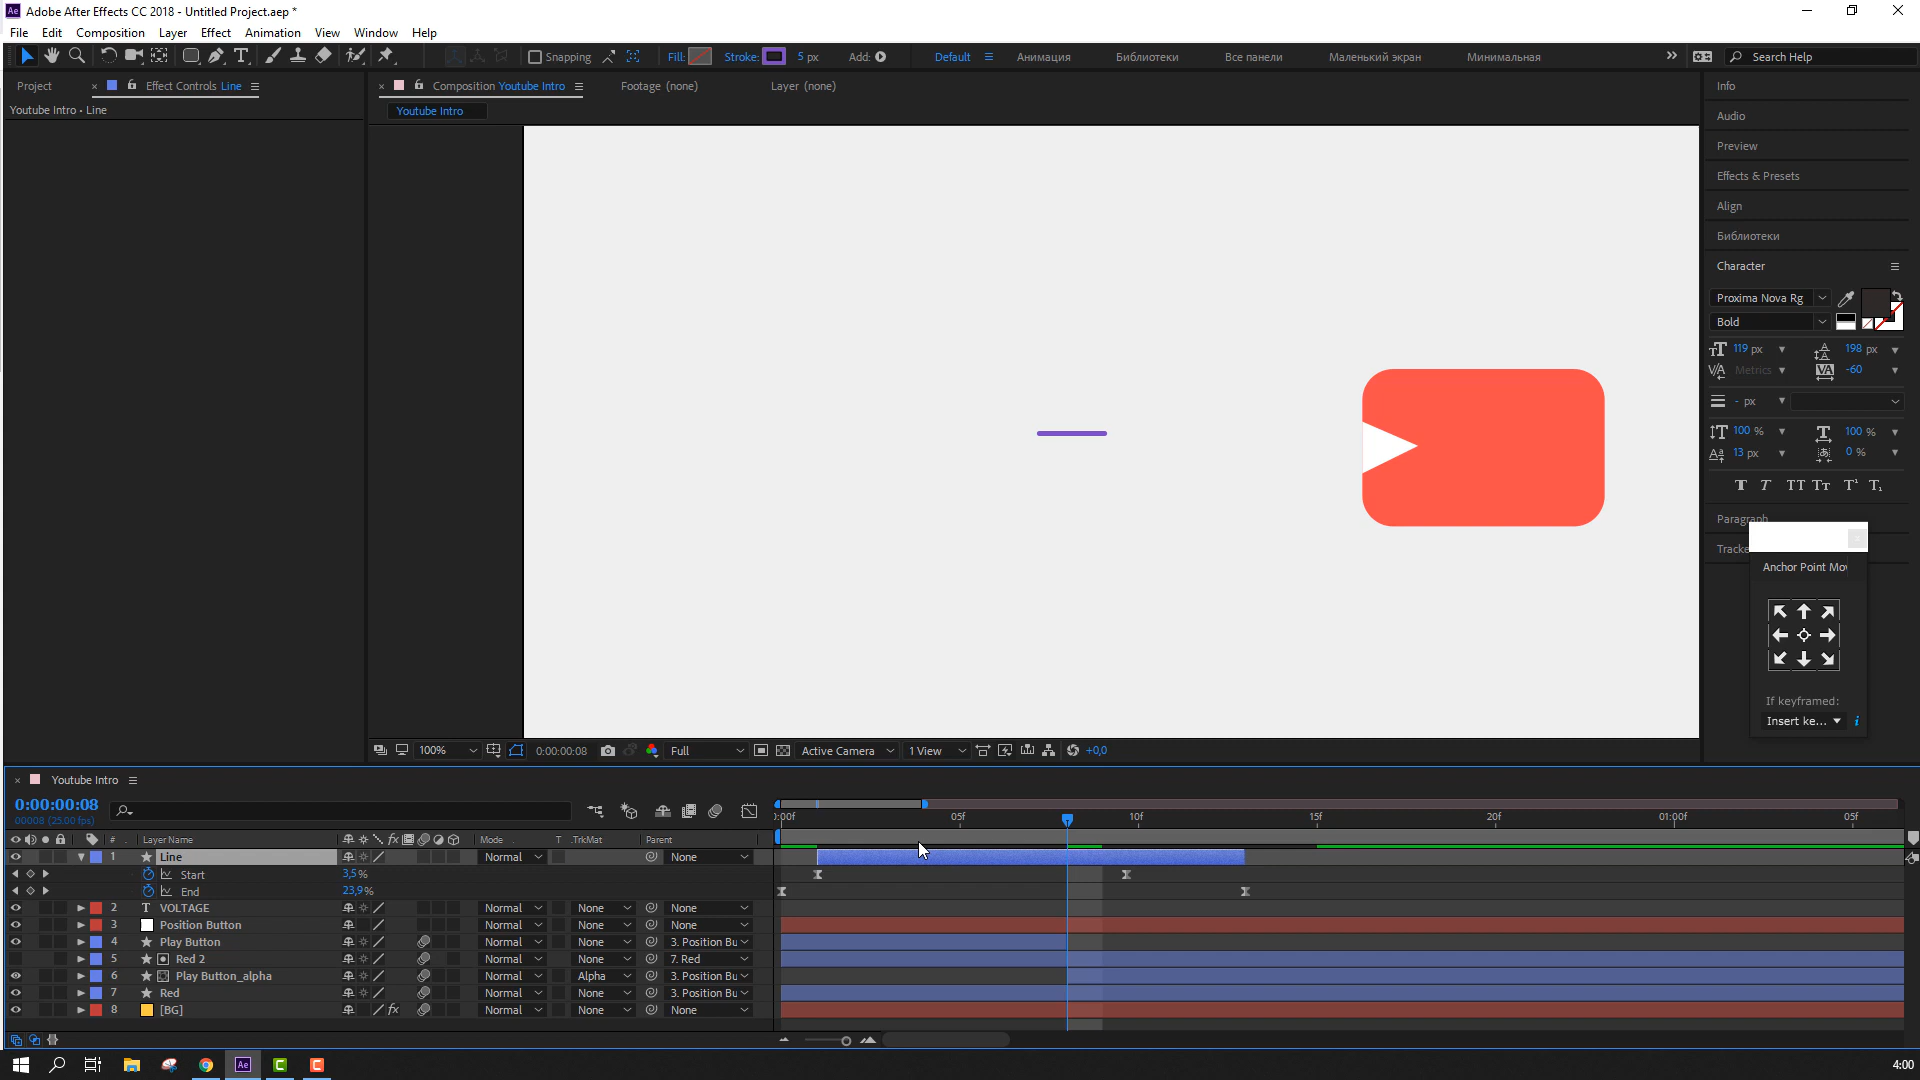 Adobe After Effects CC 2018 - Untitled Project.aep *
File Edit Composition Layer Effect Animation View Window Help
Snapping Fill: Stroke: 5 px Add: Default Анимация Библиотеки Все панели Маленький экран Минимальная Search Help
Project Effect Controls Line Composition Youtube Intro Footage (none) Layer (none) Info
Youtube Intro • Line Youtube Intro
Audio
Preview
Effects & Presets
Align
Библиотеки
Character
Proxima Nova Rg
Bold
119 px 198 px
Metrics -60
- px
100 % 100 %
13 px 0 %
T T TT Tt T¹ T₁
Paragraph
Tracke
Anchor Point Mov
If keyframed:
Insert ke... i
100% 0:00:00:08 Full Active Camera 1 View +0,0
Youtube Intro
0:00:00:08
00008 (25.00 fps)
:00f 05f 10f 15f 20f 01:00f 05f
# Layer Name fx Mode T .TrkMat Parent
1 Line Normal None
Start 3,5%
End 23,9%
2 T VOLTAGE Normal None None
3 Position Button Normal None None
4 Play Button Normal None 3. Position Bu
5 Red 2 Normal None 7. Red
6 Play Button_alpha Normal Alpha 3. Position Bu
7 Red Normal None 3. Position Bu
8 [BG] fx Normal None None
Ae 4:00